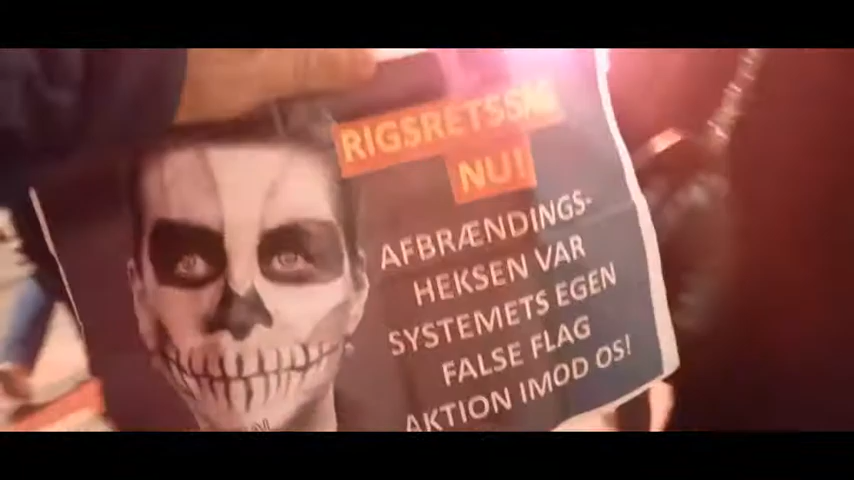 NU!
AFBRÆNDINGS-
HEKSEN VAR
SYSTEMETS EGEN
FALSE FLAG
AKTION IMOD OS!